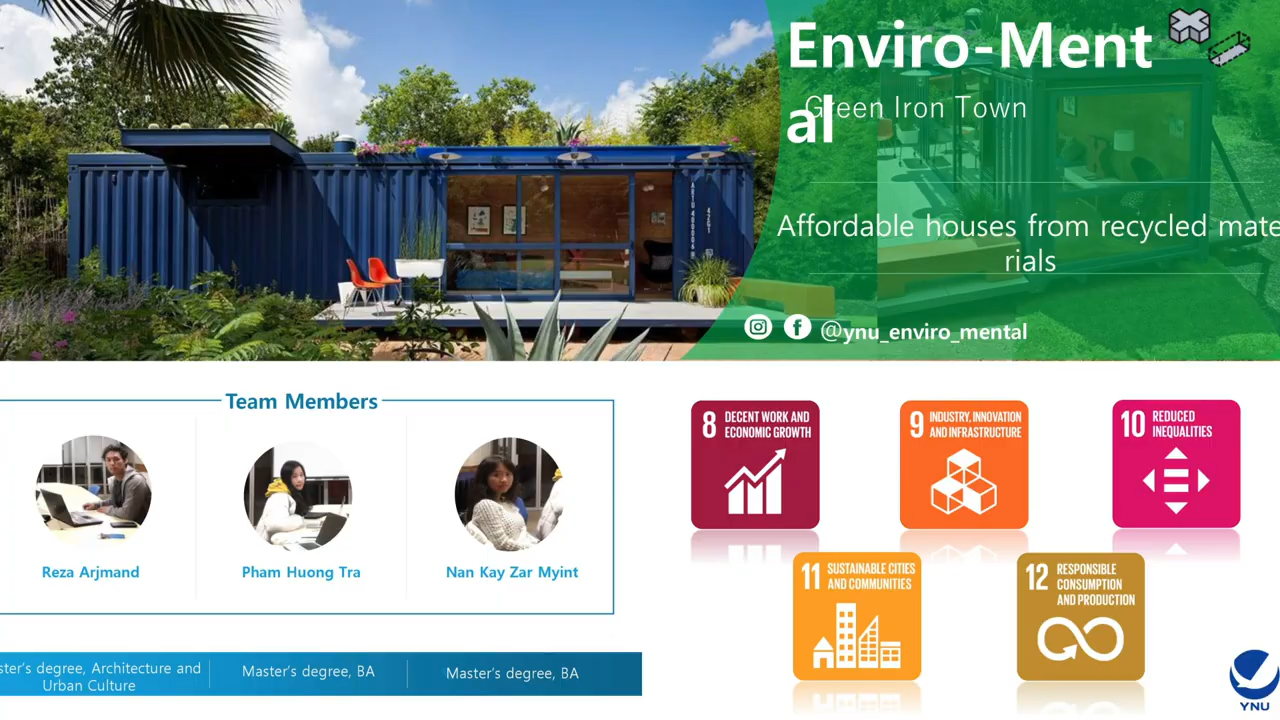 Enviro-Ment
al
Green Iron Town
Affordable houses from recycled mate
rials
@ynu_enviro_mental
Team Members
Reza Arjmand
Pham Huong Tra
Nan Kay Zar Myint
ster's degree, Architecture and
Urban Culture
Master's degree, BA
Master's degree, BA
8 DECENT WORK AND
ECONOMIC GROWTH
9 INDUSTRY, INNOVATION
AND INFRASTRUCTURE
10 REDUCED
INEQUALITIES
11 SUSTAINABLE CITIES
AND COMMUNITIES
12 RESPONSIBLE
CONSUMPTION
AND PRODUCTION
YNU